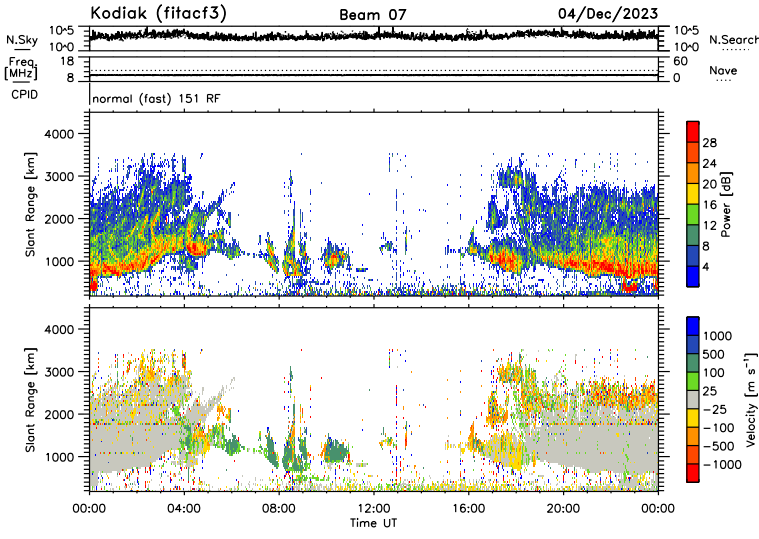 Kodiak (fitacf3) Beam 07 04/Dec/2023
N.Sky 10^5 10^0 10^5 10^0 N.Search
Freq. [MHz] 18 8 60 0 Nave
CPID normal (fast) 151 RF
Slant Range [km] 4000 3000 2000 1000
Power [dB] 28 24 20 16 12 8 4
Slant Range [km] 4000 3000 2000 1000
Velocity [m s^-1] 1000 500 100 25 -25 -100 -500 -1000
00:00 04:00 08:00 12:00 16:00 20:00 00:00
Time UT